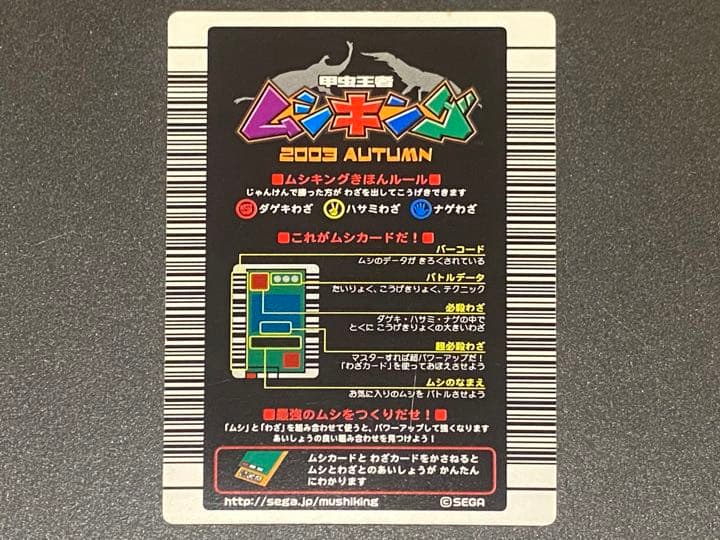 甲虫王者
ムシキング
2003 AUTUMN
■ムシキングきほんルール■
じゃんけんで勝った方が わざを出してこうげきできます
ダゲキわざ ハサミわざ ナゲわざ
■これがムシカードだ！■
バーコード
ムシのデータが きろくされている
バトルデータ
たいりょく、こうげきりょく、テクニック
必殺わざ
ダゲキ・ハサミ・ナゲの中で
とくに こうげきりょくの大きいわざ
超必殺わざ
マスターすれば超パワーアップだ！
「わざカード」を使っておぼえさせよう
ムシのなまえ
お気に入りのムシを バトルさせよう
■最強のムシをつくりだせ！■
「ムシ」と「わざ」を組み合わせて使うと、パワーアップして強くなります
あいしょうの良い組み合わせを見つけよう！
ムシカードと わざカードをかさねると
ムシとわざとのあいしょうが かんたん
にわかります
http://sega.jp/mushiking ©SEGA